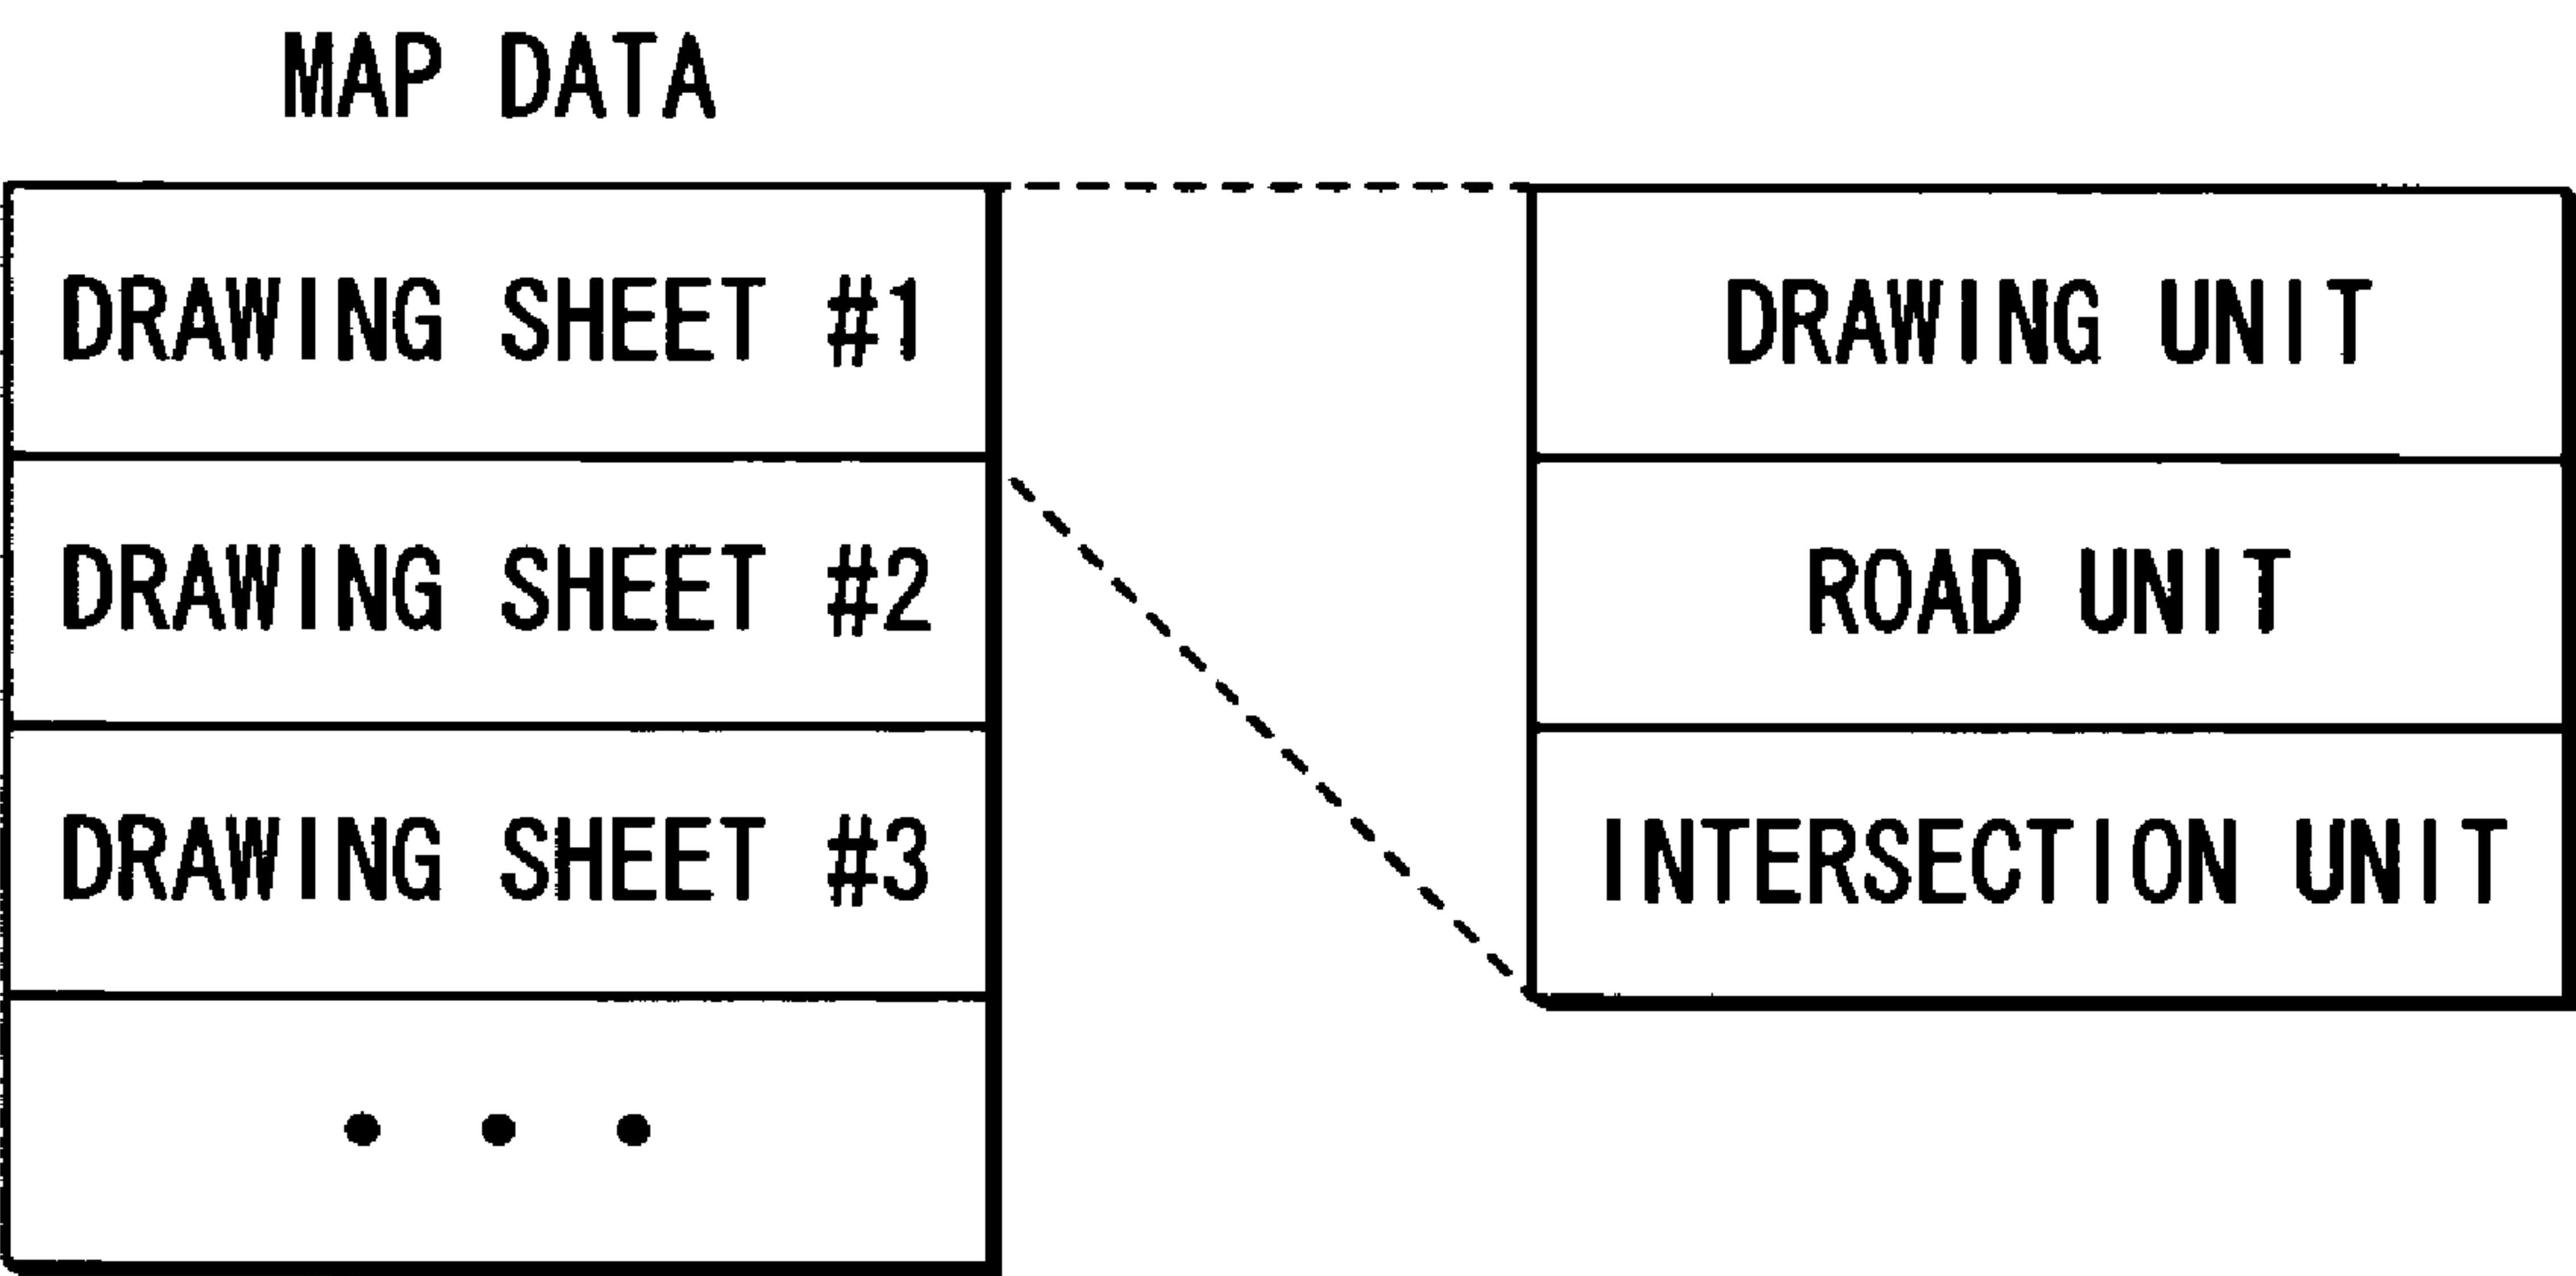 MAP DATA
DRAWING SHEET #1
DRAWING SHEET #2
DRAWING SHEET #3
• • •
DRAWING UNIT
ROAD UNIT
INTERSECTION UNIT